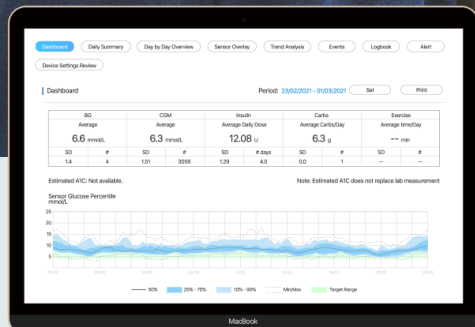 Dashboard Daily Summary Day by Day Overview Sensor Overlay Trend Analysis Events Logbook Alert
Device Settings Review
Dashboard Period: 23/02/2021 - 01/03/2021 Set Print
BG CGM Insulin Carbs Exercise
Average Average Average Daily Dose Average Carbs/Day Average time/Day
6.6 mmol/L 6.3 mmol/L 12.08 U 6.3 g -- min
SD # SD # SD # days SD # SD #
1.4 4 1.51 3056 1.29 4.0 0.0 1 -- --
Estimated A1C: Not available. Note: Estimated A1C does not replace lab measurement
Sensor Glucose Percentile
mmol/L
25
20
15
10
5
50% 25% - 75% 10% - 90% Min/Max Target Range
MacBook